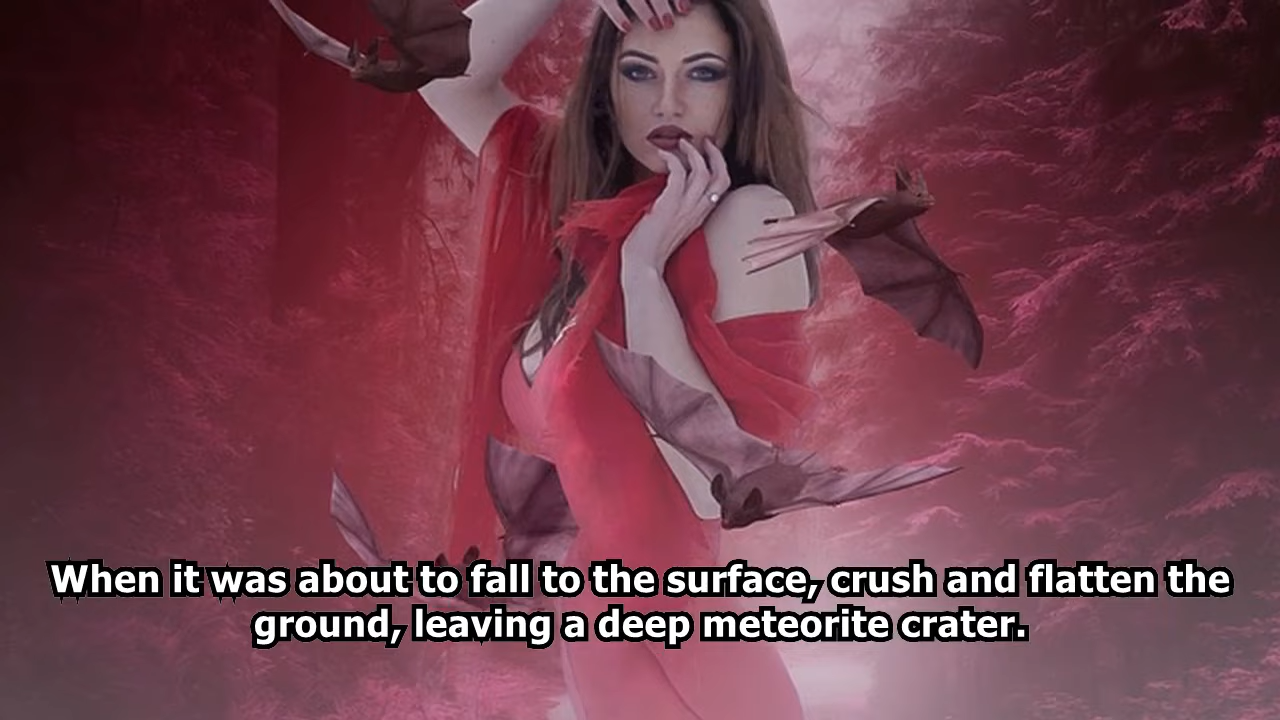 When it was about to fall to the surface, crush and flatten the
ground, leaving a deep meteorite crater.